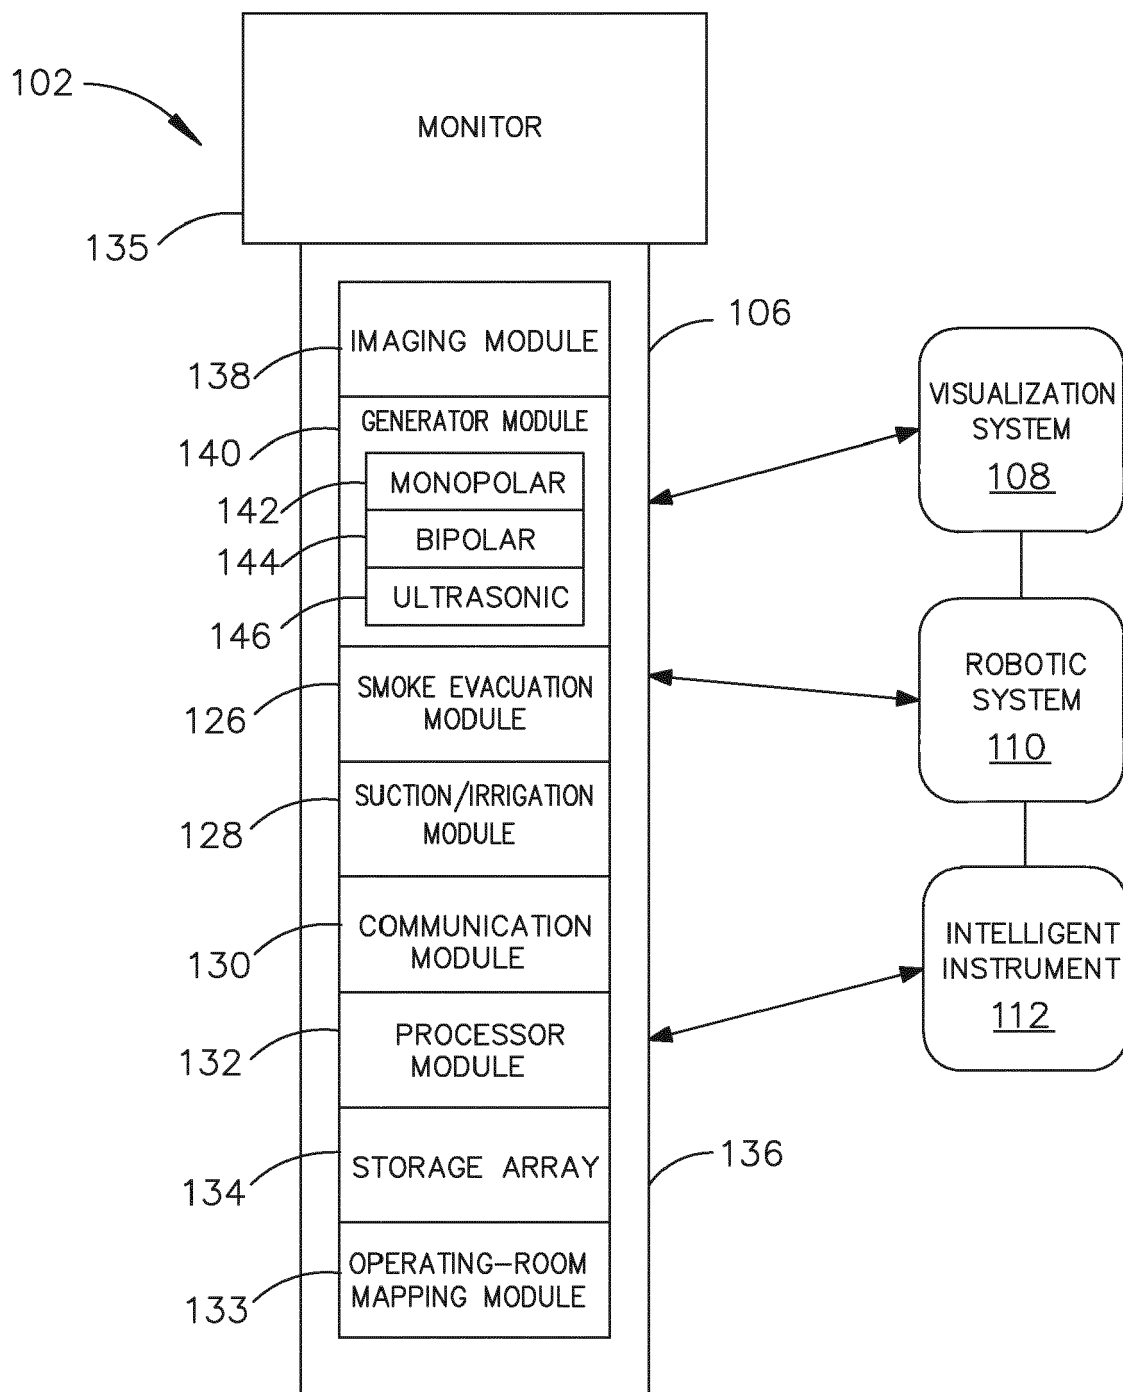 102
MONITOR
135
106
IMAGING MODULE
138
GENERATOR MODULE
140
MONOPOLAR
142
BIPOLAR
144
ULTRASONIC
146
SMOKE EVACUATION
MODULE
126
SUCTION/IRRIGATION
MODULE
128
COMMUNICATION
MODULE
130
PROCESSOR
MODULE
132
STORAGE ARRAY
134
136
OPERATING-ROOM
MAPPING MODULE
133
VISUALIZATION
SYSTEM
108
ROBOTIC
SYSTEM
110
INTELLIGENT
INSTRUMENT
112